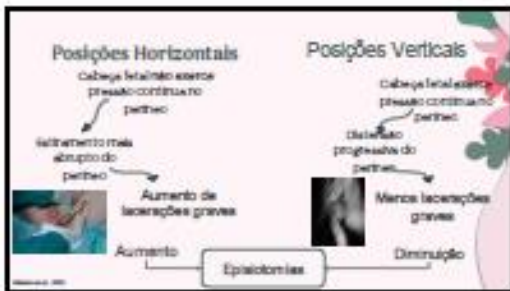 Posições Horizontais
Cabeça fetal não exerce
pressão contínua no
períneo
Estiramento mais
abrupto do
períneo
Aumento de
lacerações graves
Aumento
Posições Verticais
Cabeça fetal exerce
pressão contínua no
períneo
Distensão
progressiva do
períneo
Menos lacerações
graves
Diminuição
Episiotomias